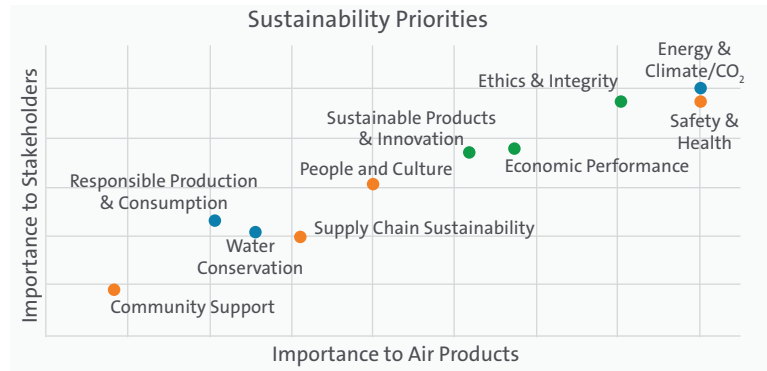 Sustainability Priorities
Importance to Stakeholders
Energy &
Climate/CO₂
Ethics & Integrity
Safety &
Health
Sustainable Products
& Innovation
Economic Performance
People and Culture
Responsible Production
& Consumption
Supply Chain Sustainability
Water
Conservation
Community Support
Importance to Air Products